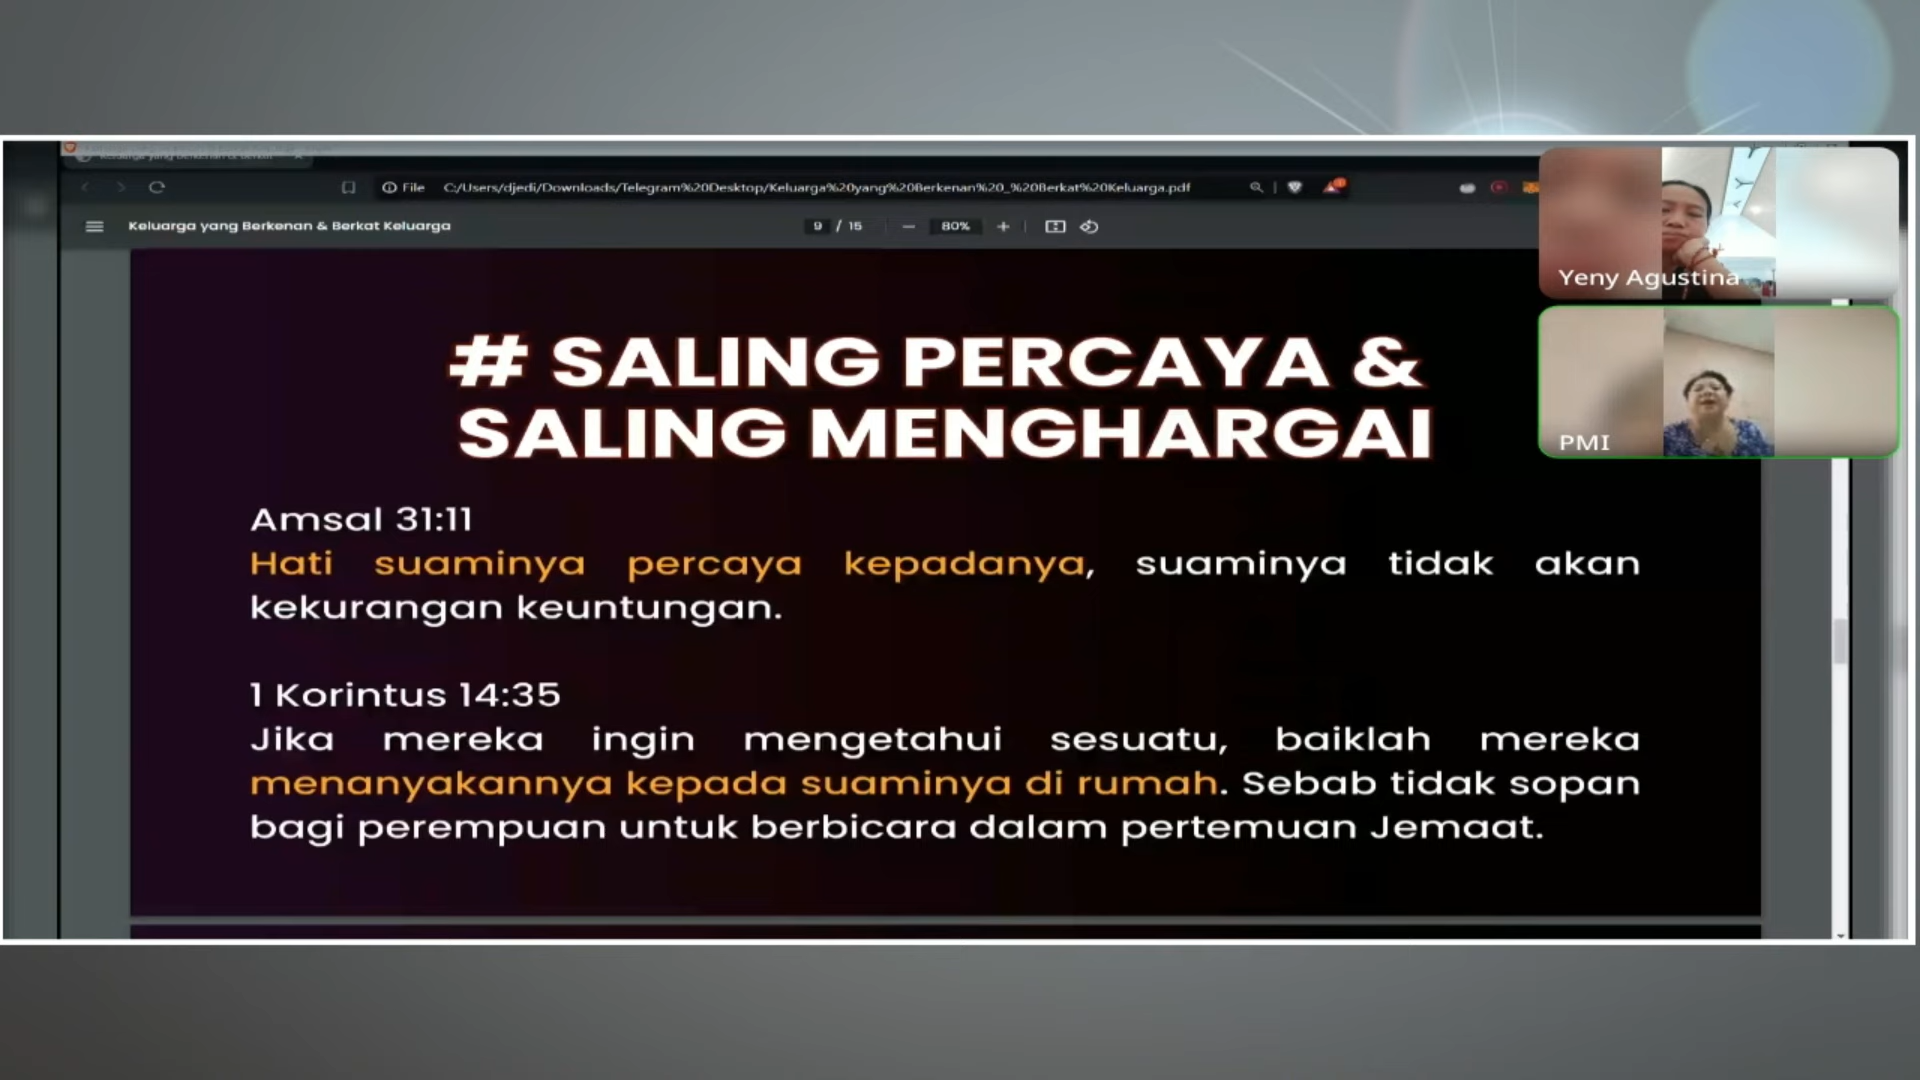 File C:/Users/djedi/Downloads/Telegram%20Desktop/Keluarga%20yang%20Berkenan%20_%20Berkat%20Keluarga.pdf
Keluarga yang Berkenan & Berkat Keluarga
9 / 15
80%
Yeny Agustina
PMI
# SALING PERCAYA &
SALING MENGHARGAI
Amsal 31:11
Hati suaminya percaya kepadanya, suaminya tidak akan
kekurangan keuntungan.
1 Korintus 14:35
Jika mereka ingin mengetahui sesuatu, baiklah mereka
menanyakannya kepada suaminya di rumah. Sebab tidak sopan
bagi perempuan untuk berbicara dalam pertemuan Jemaat.